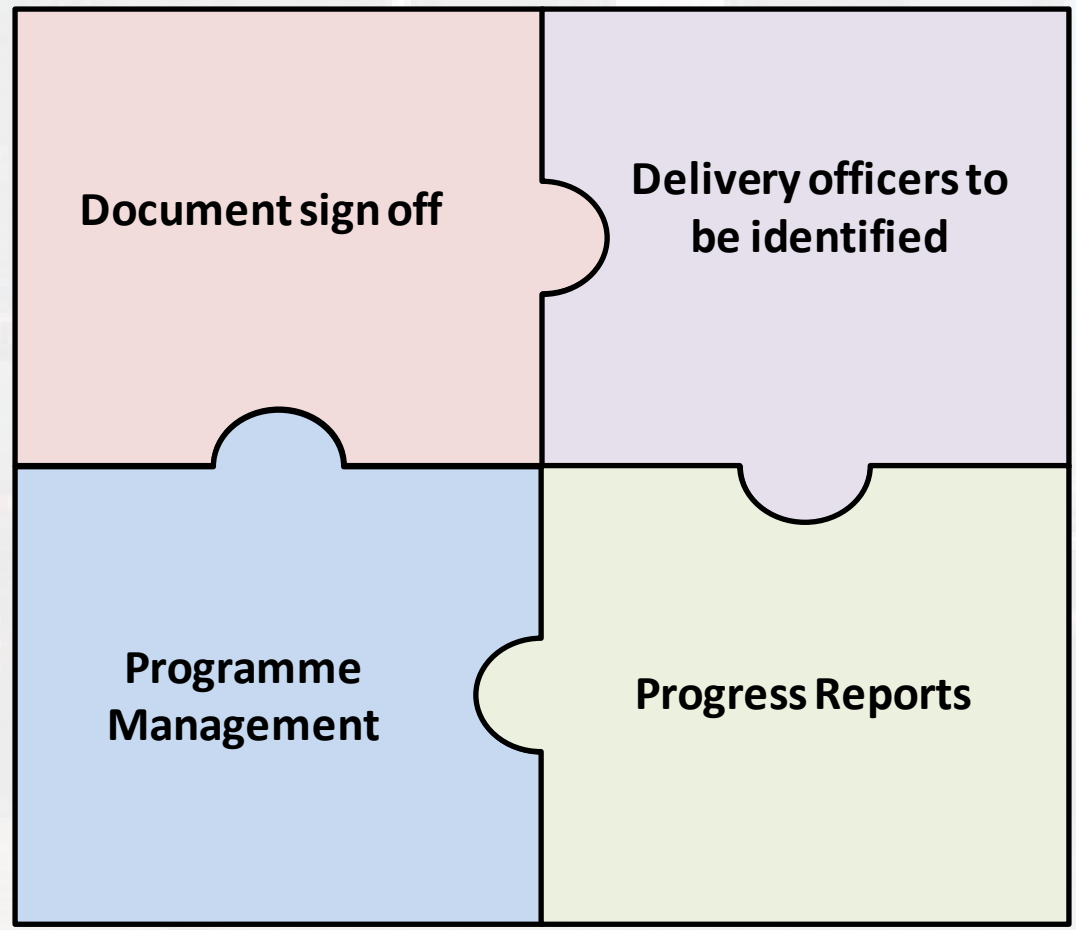 Document sign off
Delivery officers to
be identified
Programme
Management
Progress Reports